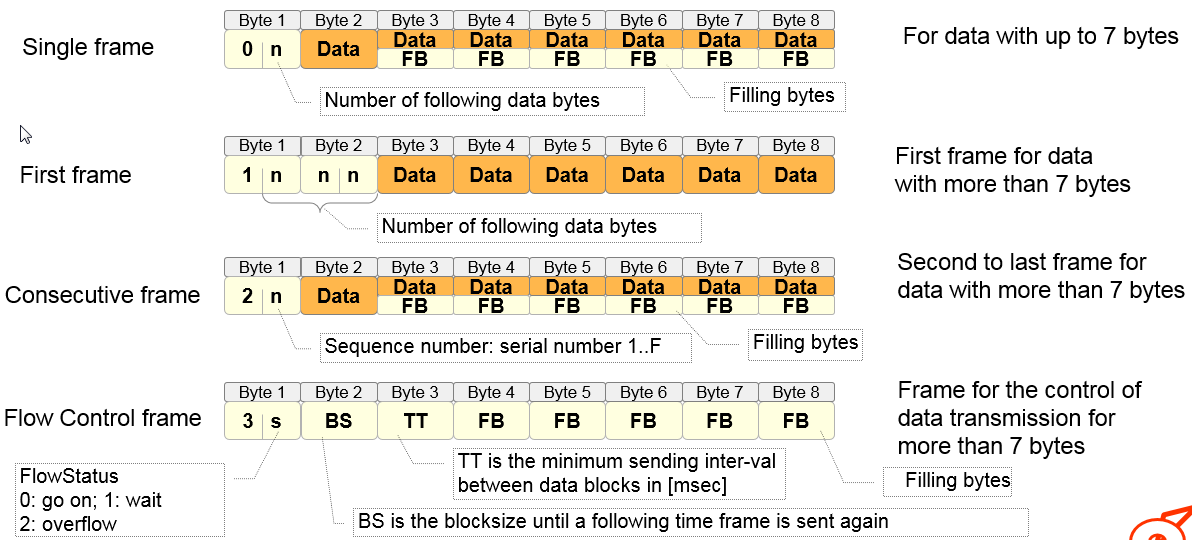 Byte 1 Byte 2 Byte 3 Byte 4 Byte 5 Byte 6 Byte 7 Byte 8
Single frame
0 n Data Data Data Data Data Data Data
FB FB FB FB FB FB
For data with up to 7 bytes
Number of following data bytes
Filling bytes
Byte 1 Byte 2 Byte 3 Byte 4 Byte 5 Byte 6 Byte 7 Byte 8
First frame
1 n n n Data Data Data Data Data Data
First frame for data
with more than 7 bytes
Number of following data bytes
Byte 1 Byte 2 Byte 3 Byte 4 Byte 5 Byte 6 Byte 7 Byte 8
Consecutive frame
2 n Data Data Data Data Data Data Data
FB FB FB FB FB FB
Second to last frame for
data with more than 7 bytes
Sequence number: serial number 1..F
Filling bytes
Byte 1 Byte 2 Byte 3 Byte 4 Byte 5 Byte 6 Byte 7 Byte 8
Flow Control frame
3 s BS TT FB FB FB FB FB
Frame for the control of
data transmission for
more than 7 bytes
FlowStatus
0: go on; 1: wait
2: overflow
TT is the minimum sending inter-val
between data blocks in [msec]
Filling bytes
BS is the blocksize until a following time frame is sent again